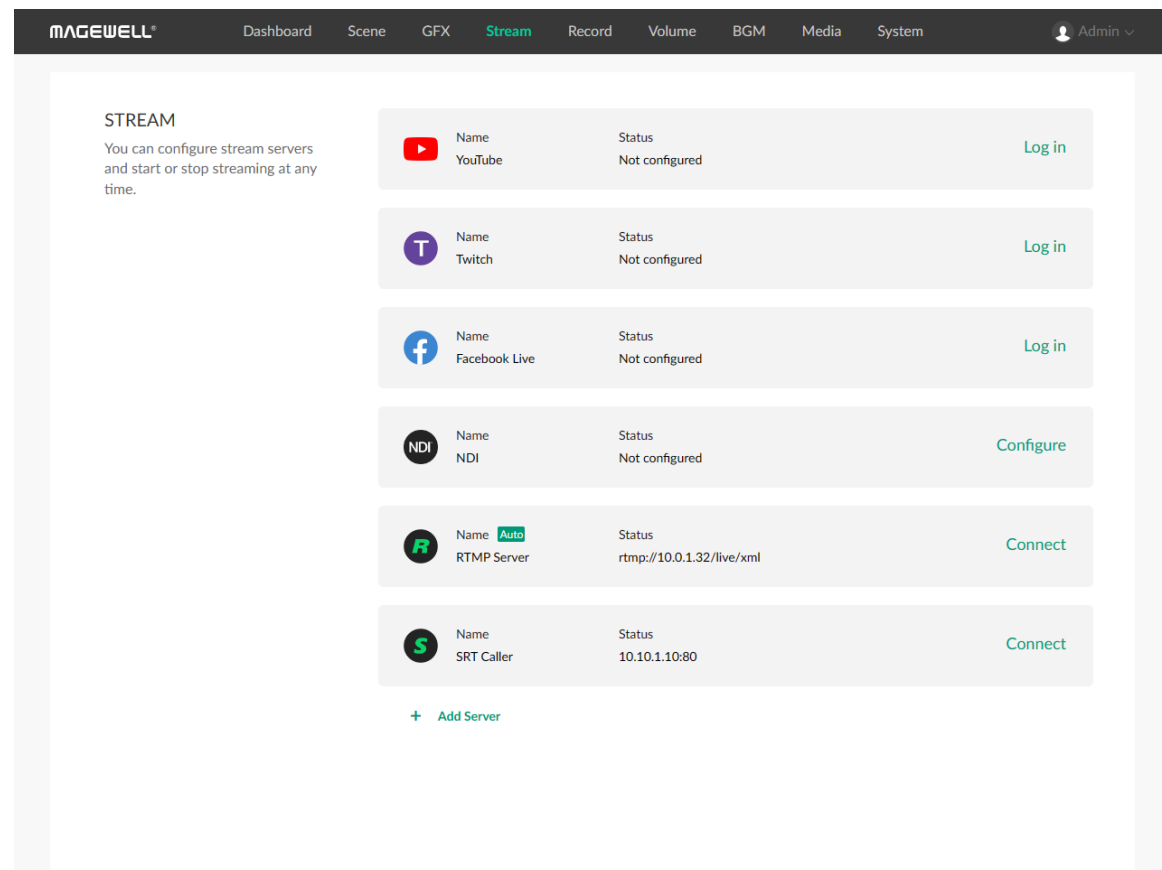 MAGEWELL®
Dashboard
Scene
GFX
Stream
Record
Volume
BGM
Media
System
Admin
STREAM
You can configure stream servers
and start or stop streaming at any
time.
Name
Status
YouTube
Not configured
Log in
T
Name
Status
Twitch
Not configured
Log in
f
Name
Status
Facebook Live
Not configured
Log in
NDI
Name
Status
NDI
Not configured
Configure
R
Name Auto
Status
RTMP Server
rtmp://10.0.1.32/live/xml
Connect
S
Name
Status
SRT Caller
10.10.1.10:80
Connect
+ Add Server